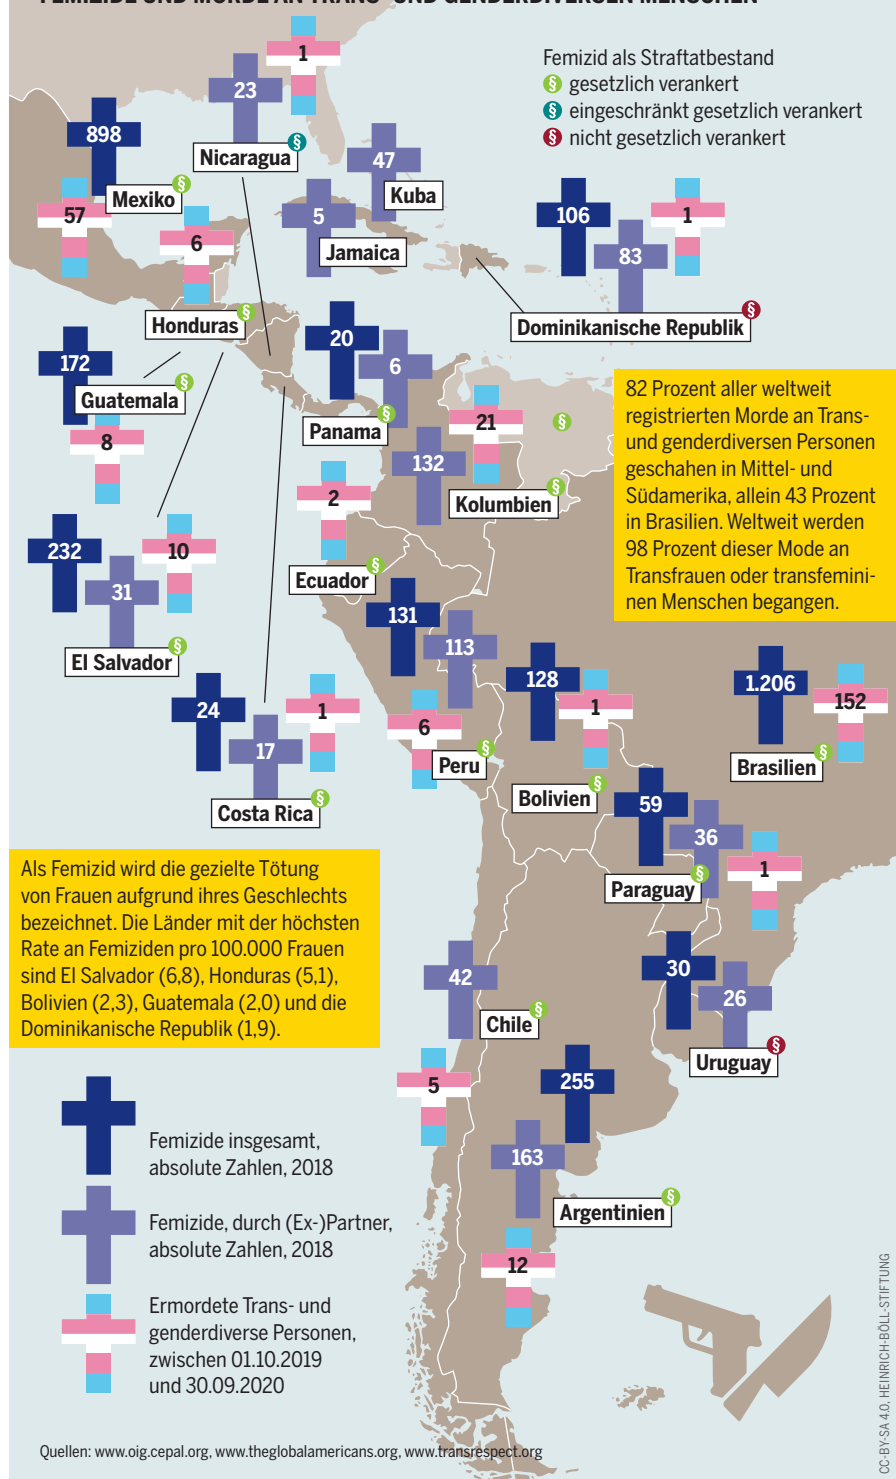 FEMIZIDE UND MORDE AN TRANS- UND GENDERDIVERSEN MENSCHEN
Femizid als Straftatbestand
§ gesetzlich verankert
§ eingeschränkt gesetzlich verankert
§ nicht gesetzlich verankert
1
23
Nicaragua §
898
Mexiko §
57
47
Kuba
5
Jamaica
6
Honduras §
106
83
1
Dominikanische Republik §
172
Guatemala §
8
20
6
Panama §
21
§
132
Kolumbien §
2
Ecuador §
82 Prozent aller weltweit
registrierten Morde an Trans-
und genderdiversen Personen
geschahen in Mittel- und
Südamerika, allein 43 Prozent
in Brasilien. Weltweit werden
98 Prozent dieser Mode an
Transfrauen oder transfemini-
nen Menschen begangen.
232
31
10
El Salvador §
131
113
6
Peru §
128
1
Bolivien §
1.206
152
Brasilien §
24
17
1
Costa Rica §
59
36
Paraguay §
1
Als Femizid wird die gezielte Tötung
von Frauen aufgrund ihres Geschlechts
bezeichnet. Die Länder mit der höchsten
Rate an Femiziden pro 100.000 Frauen
sind El Salvador (6,8), Honduras (5,1),
Bolivien (2,3), Guatemala (2,0) und die
Dominikanische Republik (1,9).
42
Chile §
5
30
26
Uruguay §
255
163
Argentinien §
12
Femizide insgesamt,
absolute Zahlen, 2018
Femizide, durch (Ex-)Partner,
absolute Zahlen, 2018
Ermordete Trans- und
genderdiverse Personen,
zwischen 01.10.2019
und 30.09.2020
Quellen: www.oig.cepal.org, www.theglobalamericans.org, www.transrespect.org
CC-BY-SA 4.0, HEINRICH-BÖLL-STIFTUNG